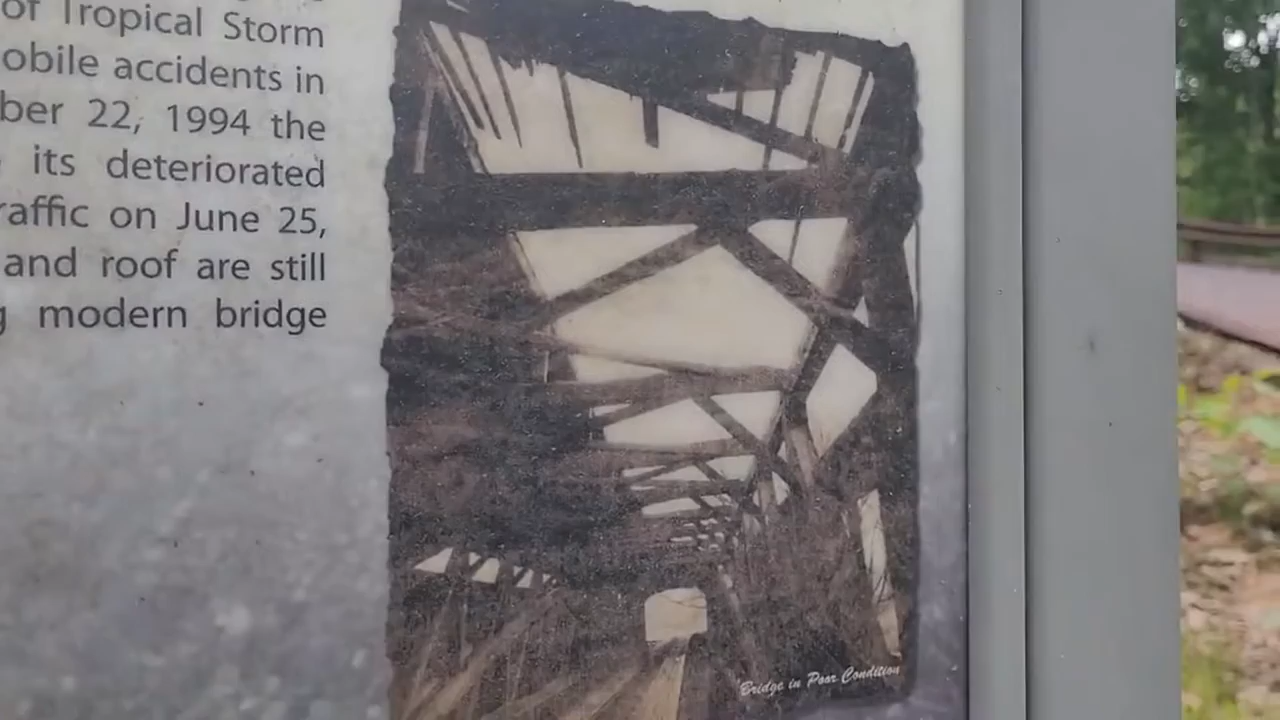 of Tropical Storm
obile accidents in
ber 22, 1994 the
its deteriorated
raffic on June 25,
and roof are still
g modern bridge
Bridge in Poor Condition